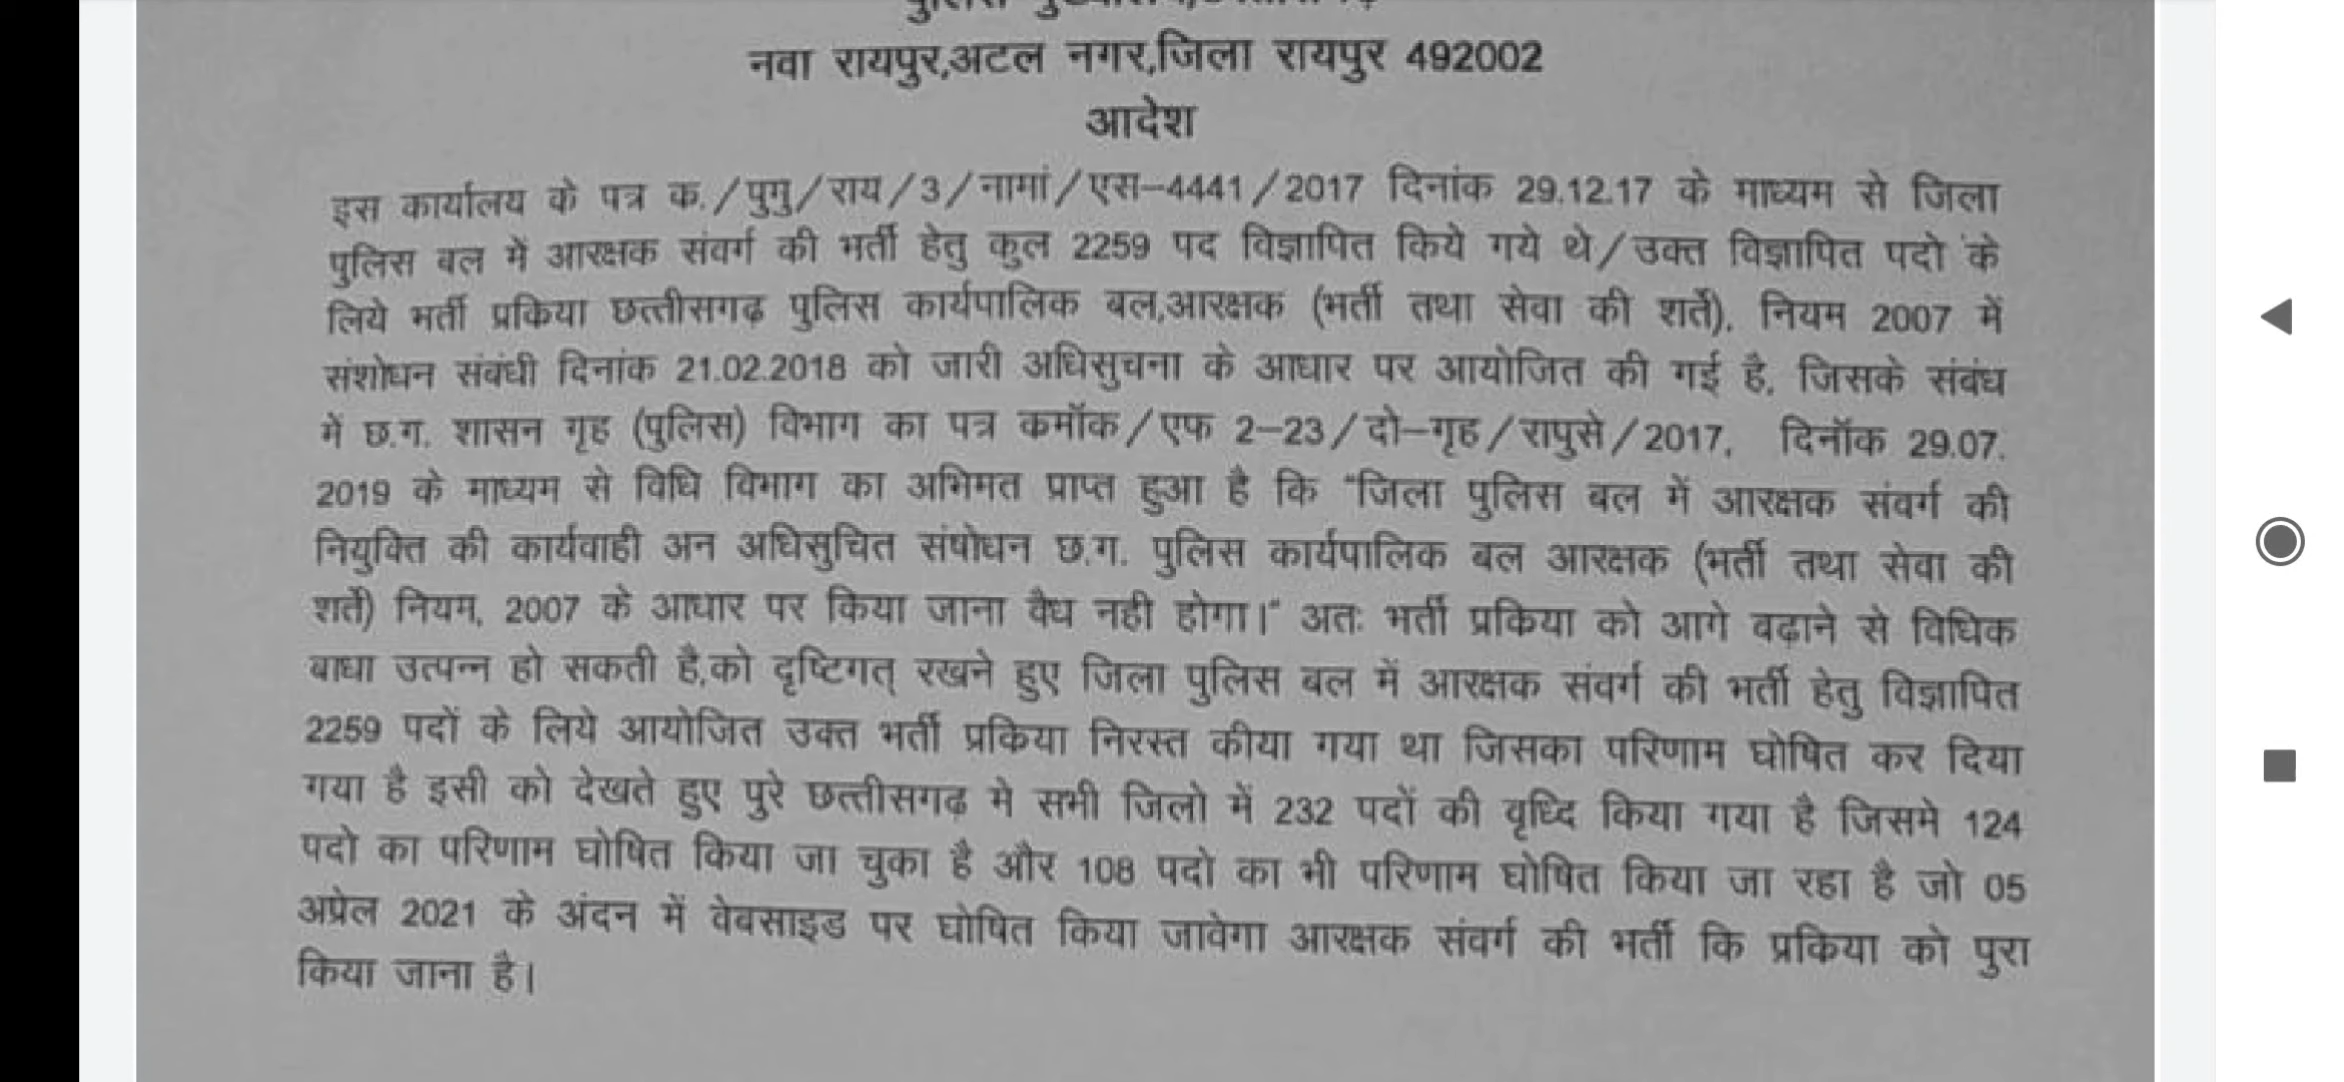 नवा रायपुर,अटल नगर,जिला रायपुर 492002
आदेश
इस कार्यालय के पत्र क./पुमु/राय/3/नामां/एस-4441/2017 दिनांक 29.12.17 के माध्यम से जिला
पुलिस बल में आरक्षक संवर्ग की भर्ती हेतु कुल 2259 पद विज्ञापित किये गये थे/उक्त विज्ञापित पदो के
लिये भर्ती प्रकिया छत्तीसगढ़ पुलिस कार्यपालिक बल,आरक्षक (भर्ती तथा सेवा की शर्ते). नियम 2007 में
संशोधन संबंधी दिनांक 21.02.2018 को जारी अधिसुचना के आधार पर आयोजित की गई है, जिसके संबंध
में छ.ग. शासन गृह (पुलिस) विभाग का पत्र कमॉक/एफ 2-23/दो-गृह/रापुसे/2017, दिनॉक 29.07.
2019 के माध्यम से विधि विभाग का अभिमत प्राप्त हुआ है कि "जिला पुलिस बल में आरक्षक संवर्ग की
नियुक्ति की कार्यवाही अन अधिसुचित संषोधन छ.ग. पुलिस कार्यपालिक बल आरक्षक (भर्ती तथा सेवा की
शर्ते) नियम, 2007 के आधार पर किया जाना वैध नही होगा।" अतः भर्ती प्रकिया को आगे बढ़ाने से विधिक
बाधा उत्पन्न हो सकती है,को दृष्टिगत् रखने हुए जिला पुलिस बल में आरक्षक संवर्ग की भर्ती हेतु विज्ञापित
2259 पदों के लिये आयोजित उक्त भर्ती प्रकिया निरस्त कीया गया था जिसका परिणाम घोषित कर दिया
गया है इसी को देखते हुए पुरे छत्तीसगढ़ मे सभी जिलो में 232 पदों की वृध्दि किया गया है जिसमे 124
पदो का परिणाम घोषित किया जा चुका है और 108 पदो का भी परिणाम घोषित किया जा रहा है जो 05
अप्रेल 2021 के अंदन में वेवसाइड पर घोषित किया जावेगा आरक्षक संवर्ग की भर्ती कि प्रकिया को पुरा
किया जाना है।